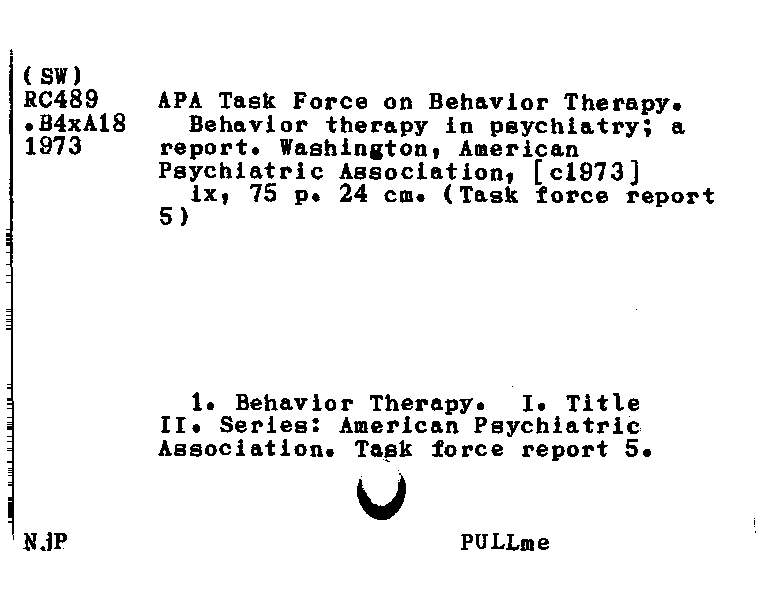 (SW)
RC489 APA Task Force on Behavior Therapy.
.B4xA18 Behavior therapy in psychiatry; a
1973 report. Washington, American
Psychiatric Association, [c1973]
ix, 75 p. 24 cm. (Task force report
5)
1. Behavior Therapy. I. Title
II. Series: American Psychiatric
Association. Task force report 5.
NjP PULLme